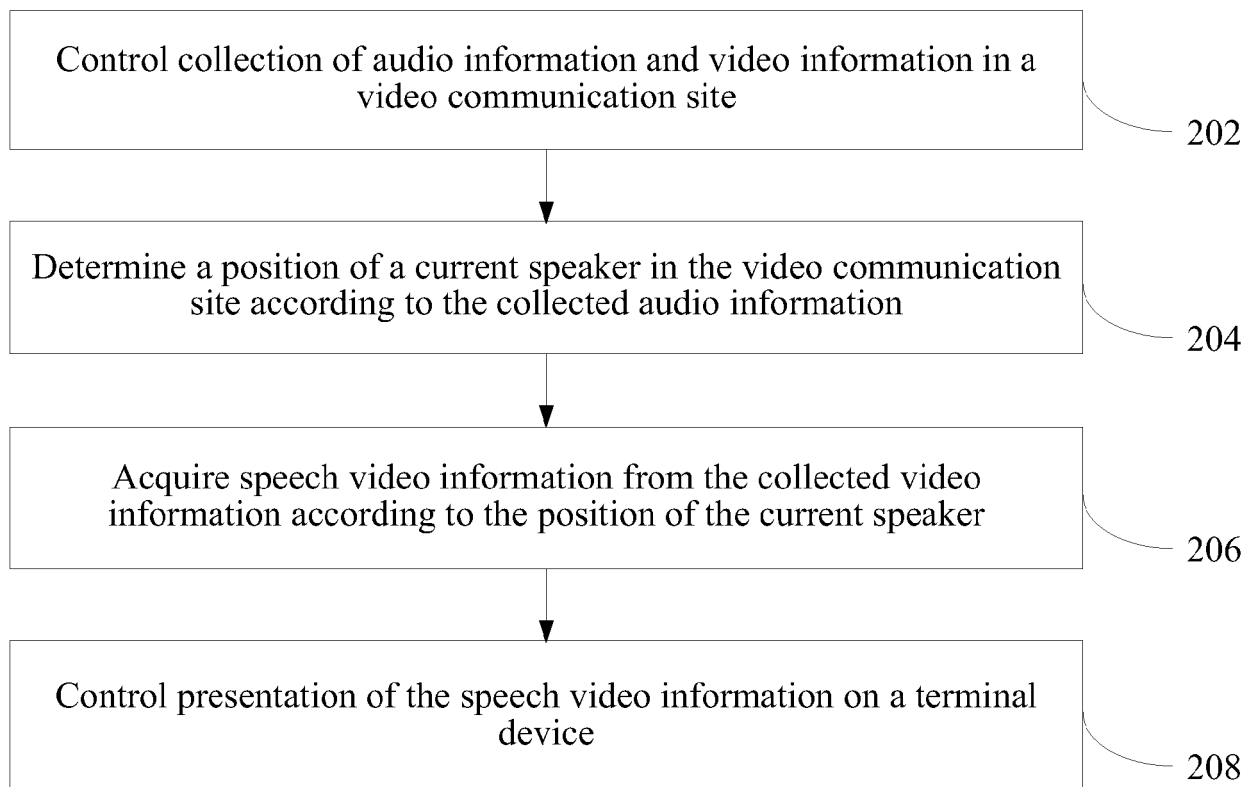 Control collection of audio information and video information in a
video communication site
202
Determine a position of a current speaker in the video communication
site according to the collected audio information
204
Acquire speech video information from the collected video
information according to the position of the current speaker
206
Control presentation of the speech video information on a terminal
device
208